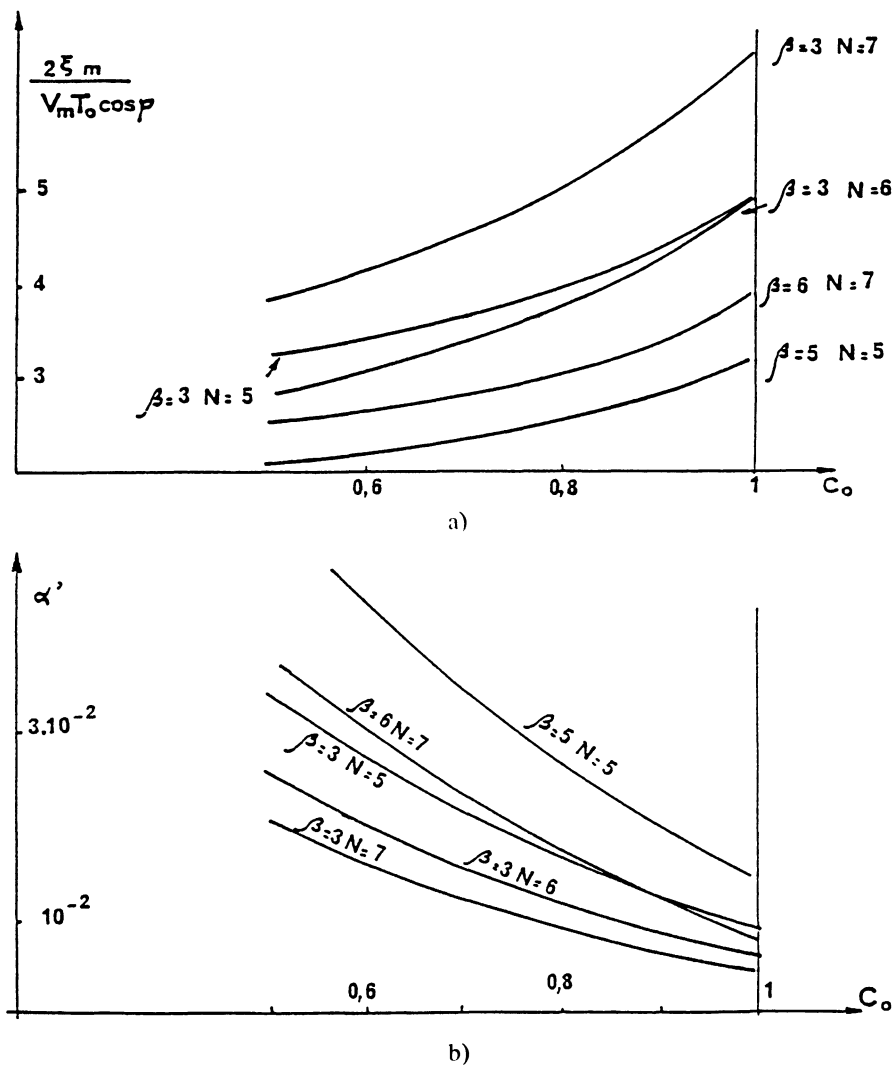 2ξ m
VmT₀cosρ
β=3 N=7
5
β=3 N=6
4
β=6 N=7
3
β=5 N=5
β=3 N=5
0,6
0,8
1
C₀
a)
α'
3.10⁻²
β=6 N=7
β=5 N=5
β=3 N=5
β=3 N=7
β=3 N=6
10⁻²
0,6
0,8
1
C₀
b)